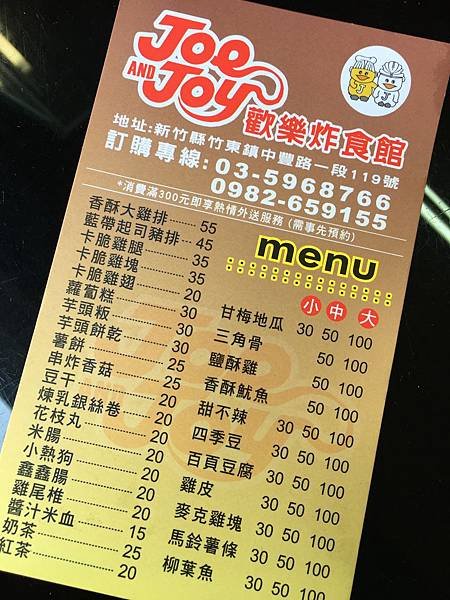 Joe
AND
Joy
歡樂炸食館
地址:新竹縣竹東鎮中豐路一段119號
訂購專線:03-5968766
0982-659155
*消費滿300元即享熱情外送服務 (需事先預約)
香酥大雞排 55
藍帶起司豬排 45
卡脆雞腿 35
卡脆雞塊 35
卡脆雞翅 20
蘿蔔糕 30
芋頭粄 30
芋頭餅乾 30
薯餅 25
串炸香菇 25
豆干 20
煉乳銀絲卷 20
花枝丸 20
米腸 20
小熱狗 20
鑫鑫腸 20
雞尾椎 20
醬汁米血 15
奶茶 25
紅茶 20
menu
小 中 大
甘梅地瓜 30 50 100
三角骨 50 100
鹽酥雞 50 100
香酥魷魚 50 100
甜不辣 30 50 100
四季豆 30 50 100
百頁豆腐 30 50 100
雞皮 30 50 100
麥克雞塊 30 50 100
馬鈴薯條 30 50 100
柳葉魚 30 50 100